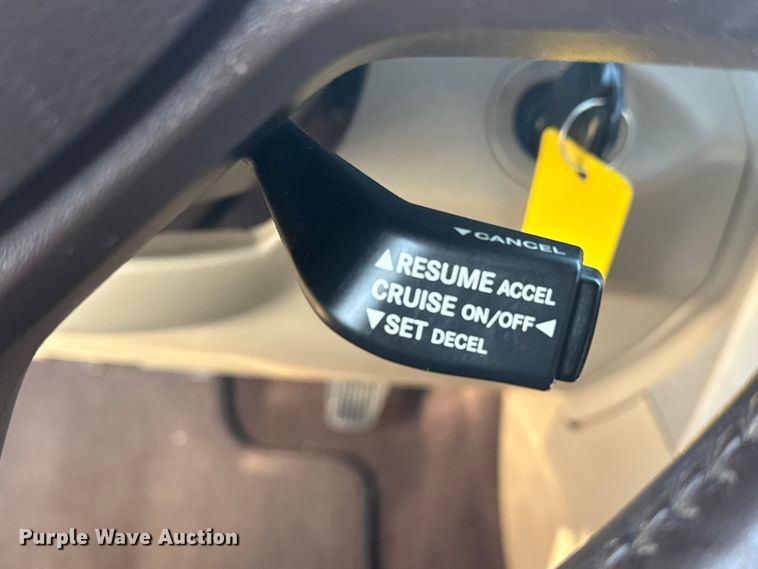 ▼CANCEL
▲RESUME ACCEL
CRUISE ON/OFF◀
▼SET DECEL
Purple Wave Auction